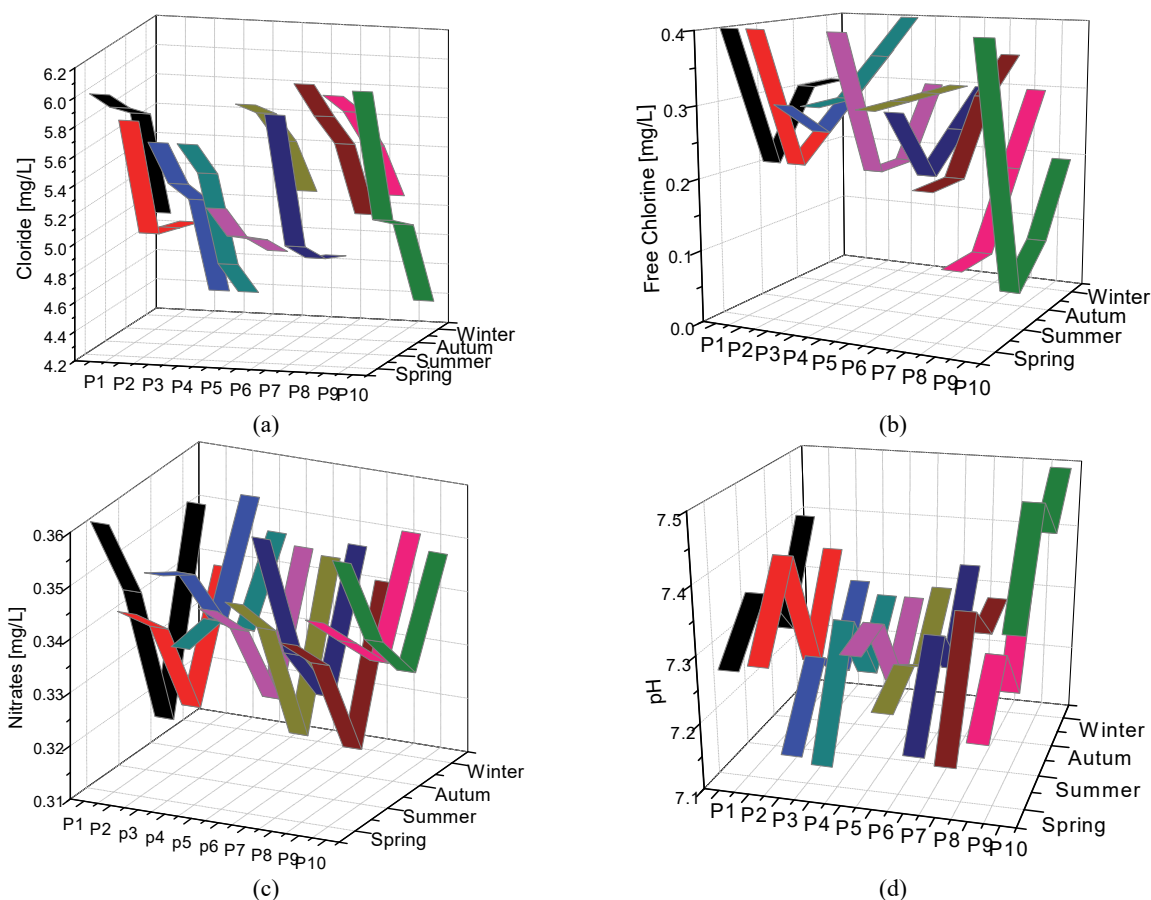 Cloride [mg/L]
6.2
6.0
5.8
5.6
5.4
5.2
5.0
4.8
4.6
4.4
4.2
P1 P2 P3 P4 P5 P6 P7 P8 P9 P10
Winter
Autum
Summer
Spring
(a)
Free Chlorine [mg/L]
0.4
0.3
0.2
0.1
0.0
P1 P2 P3 P4 P5 P6 P7 P8 P9 P10
Winter
Autum
Summer
Spring
(b)
Nitrates [mg/L]
0.36
0.35
0.34
0.33
0.32
0.31
P1 P2 p3 p4 p5 p6 P7 P8 P9 P10
Winter
Autum
Summer
Spring
(c)
pH
7.5
7.4
7.3
7.2
7.1
P1 P2 P3 P4 P5 P6 P7 P8 P9 P10
Winter
Autum
Summer
Spring
(d)